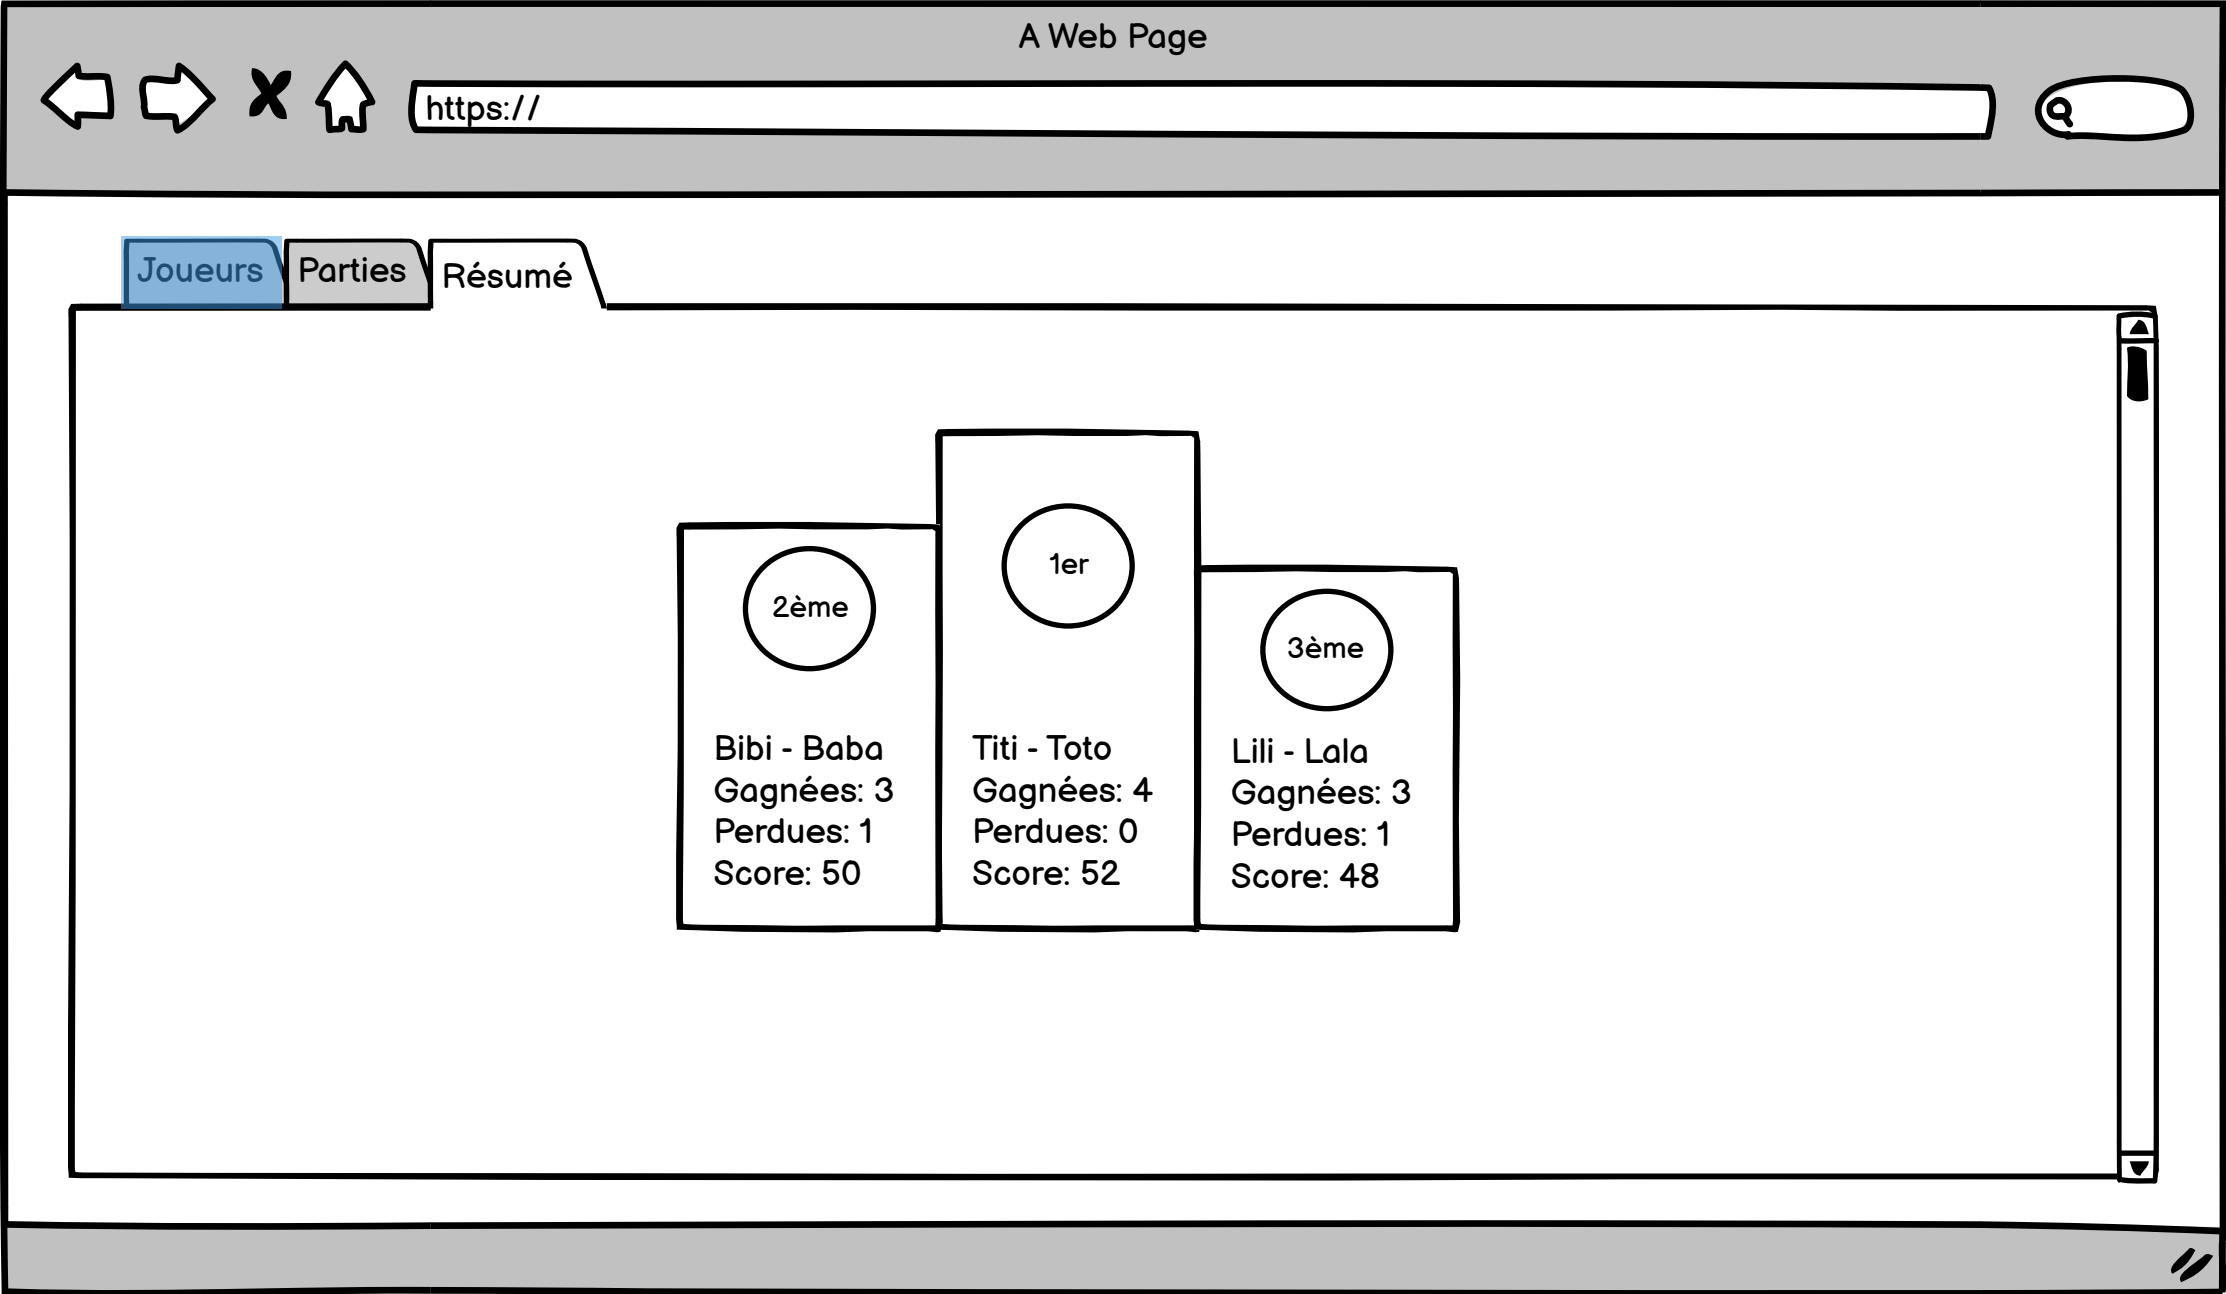 A Web Page
https://
Joueurs
Parties
Résumé
1er
2ème
3ème
Bibi - Baba
Gagnées: 3
Perdues: 1
Score: 50
Titi - Toto
Gagnées: 4
Perdues: 0
Score: 52
Lili - Lala
Gagnées: 3
Perdues: 1
Score: 48